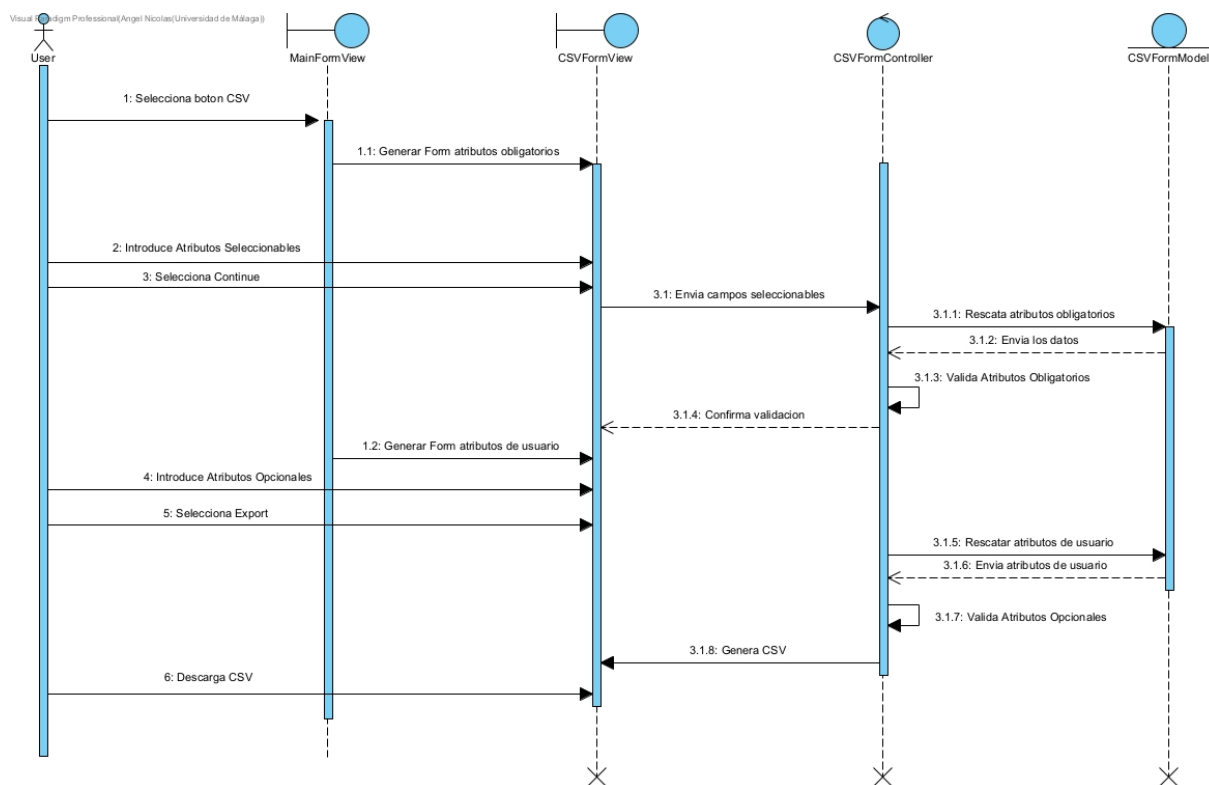 Visual Paradigm Professional(Angel Nicolas(Universidad de Málaga))
User
MainFormView
CSVFormView
CSVFormController
CSVFormModel
1: Selecciona boton CSV
1.1: Generar Form atributos obligatorios
2: Introduce Atributos Seleccionables
3: Selecciona Continue
3.1: Envia campos seleccionables
3.1.1: Rescata atributos obligatorios
3.1.2: Envia los datos
3.1.3: Valida Atributos Obligatorios
3.1.4: Confirma validacion
1.2: Generar Form atributos de usuario
4: Introduce Atributos Opcionales
5: Selecciona Export
3.1.5: Rescatar atributos de usuario
3.1.6: Envia atributos de usuario
3.1.7: Valida Atributos Opcionales
3.1.8: Genera CSV
6: Descarga CSV